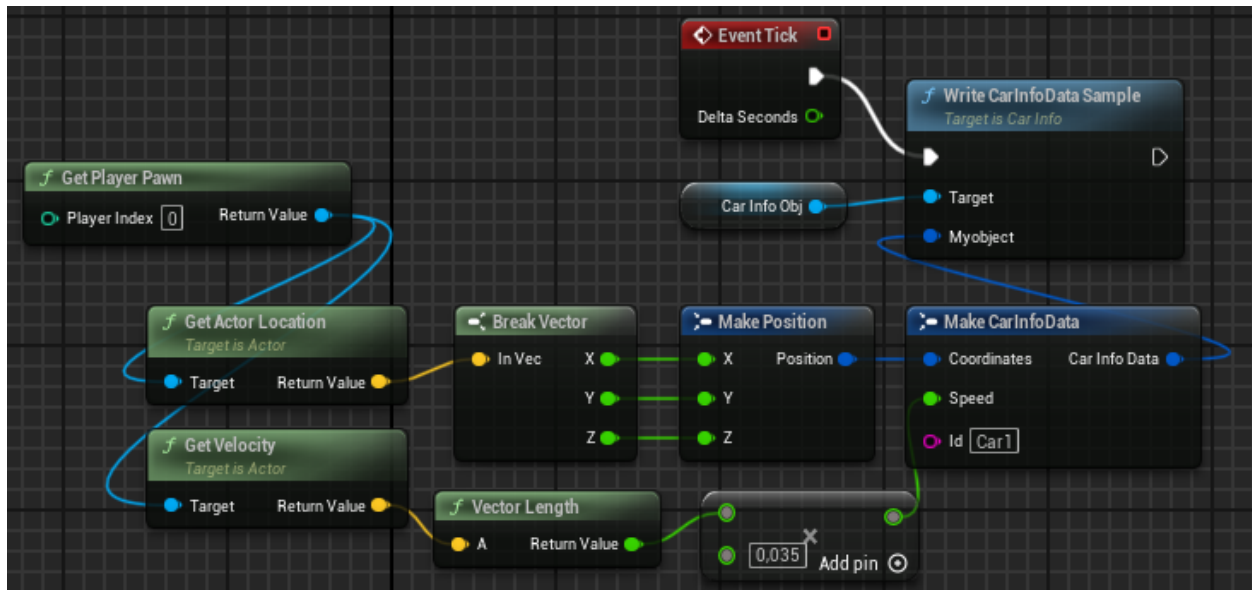 Event Tick
Delta Seconds
Write CarInfoData Sample
Target is Car Info
Target
Myobject
Car Info Obj
Get Player Pawn
Player Index 0
Return Value
Get Actor Location
Target is Actor
Target
Return Value
Break Vector
In Vec
X
Y
Z
Make Position
X
Position
Y
Z
Make CarInfoData
Coordinates
Car Info Data
Speed
Id Car1
Get Velocity
Target is Actor
Target
Return Value
Vector Length
A
Return Value
0,035
Add pin